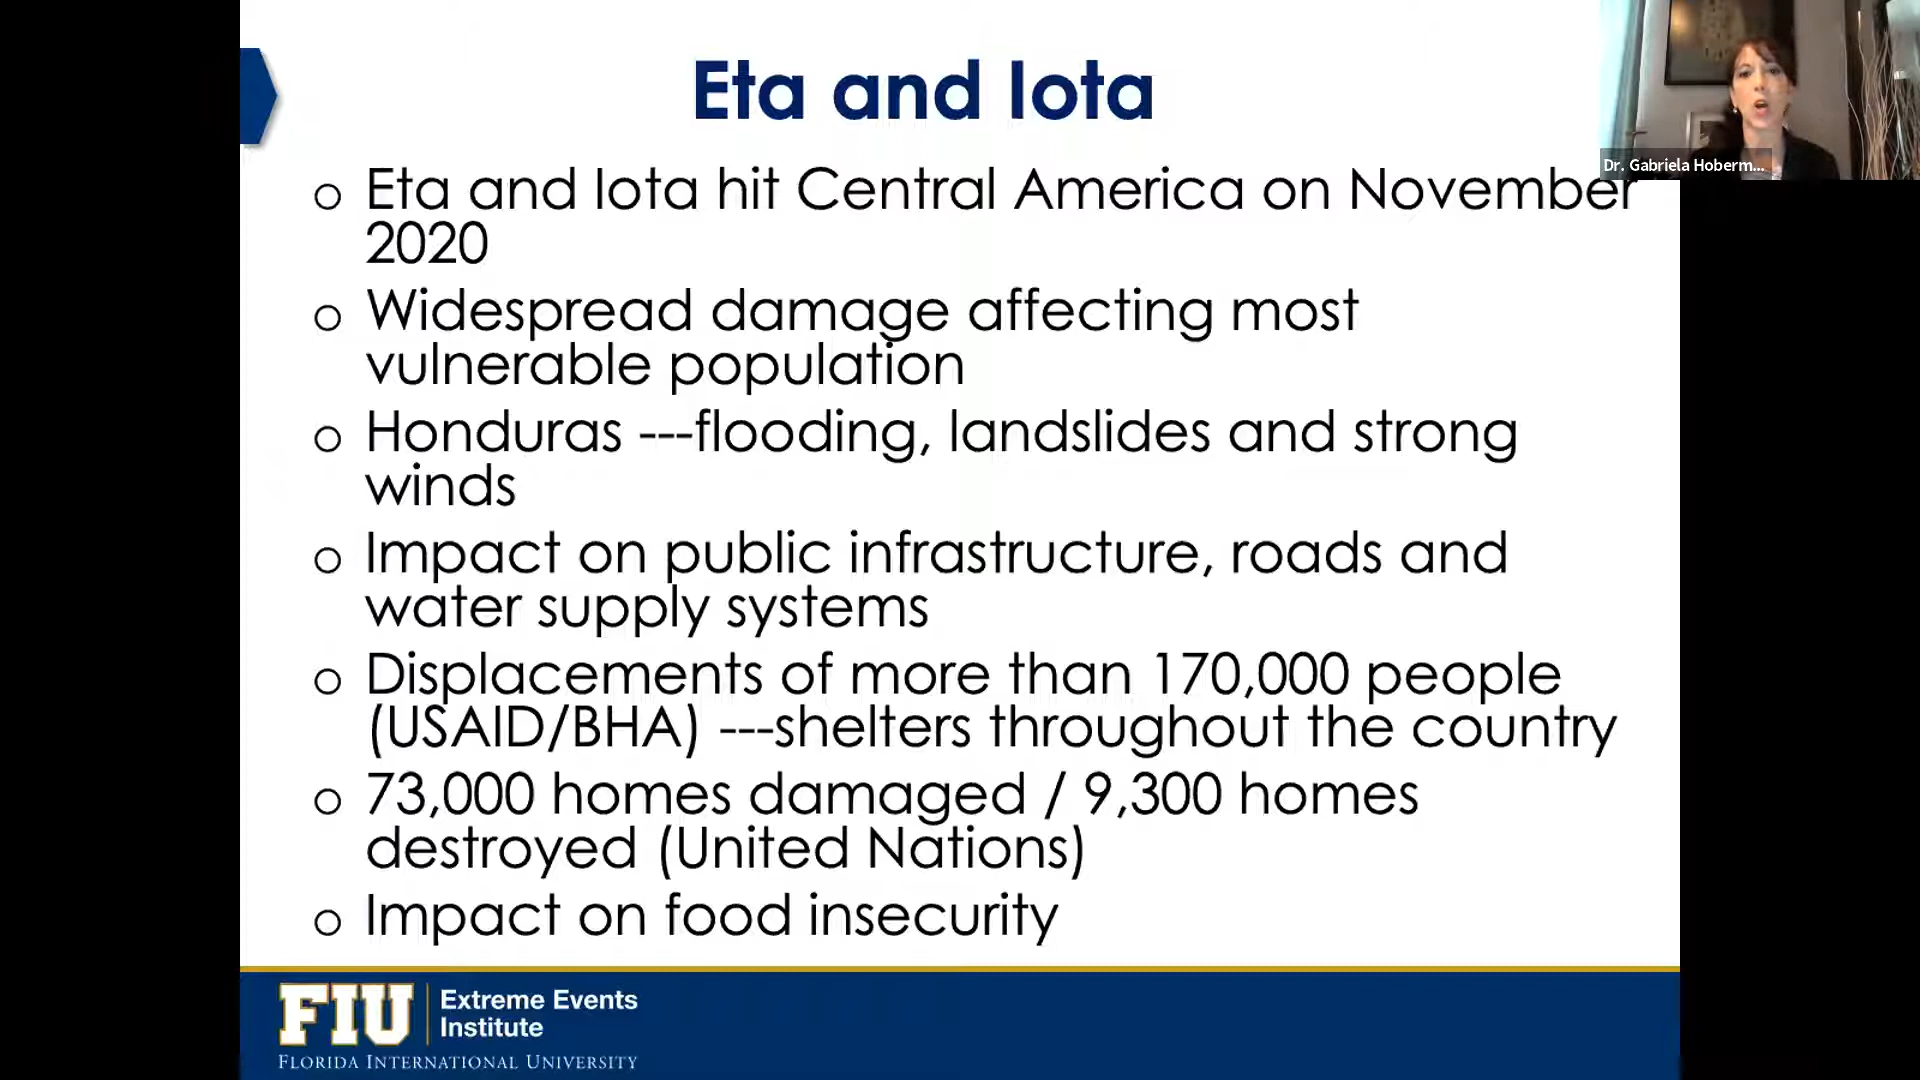 Eta and Iota
Dr. Gabriela Hoberm...
o Eta and Iota hit Central America on November
2020
o Widespread damage affecting most
vulnerable population
o Honduras ---flooding, landslides and strong
winds
o Impact on public infrastructure, roads and
water supply systems
o Displacements of more than 170,000 people
(USAID/BHA) ---shelters throughout the country
o 73,000 homes damaged / 9,300 homes
destroyed (United Nations)
o Impact on food insecurity
FIU
Extreme Events
Institute
FLORIDA INTERNATIONAL UNIVERSITY